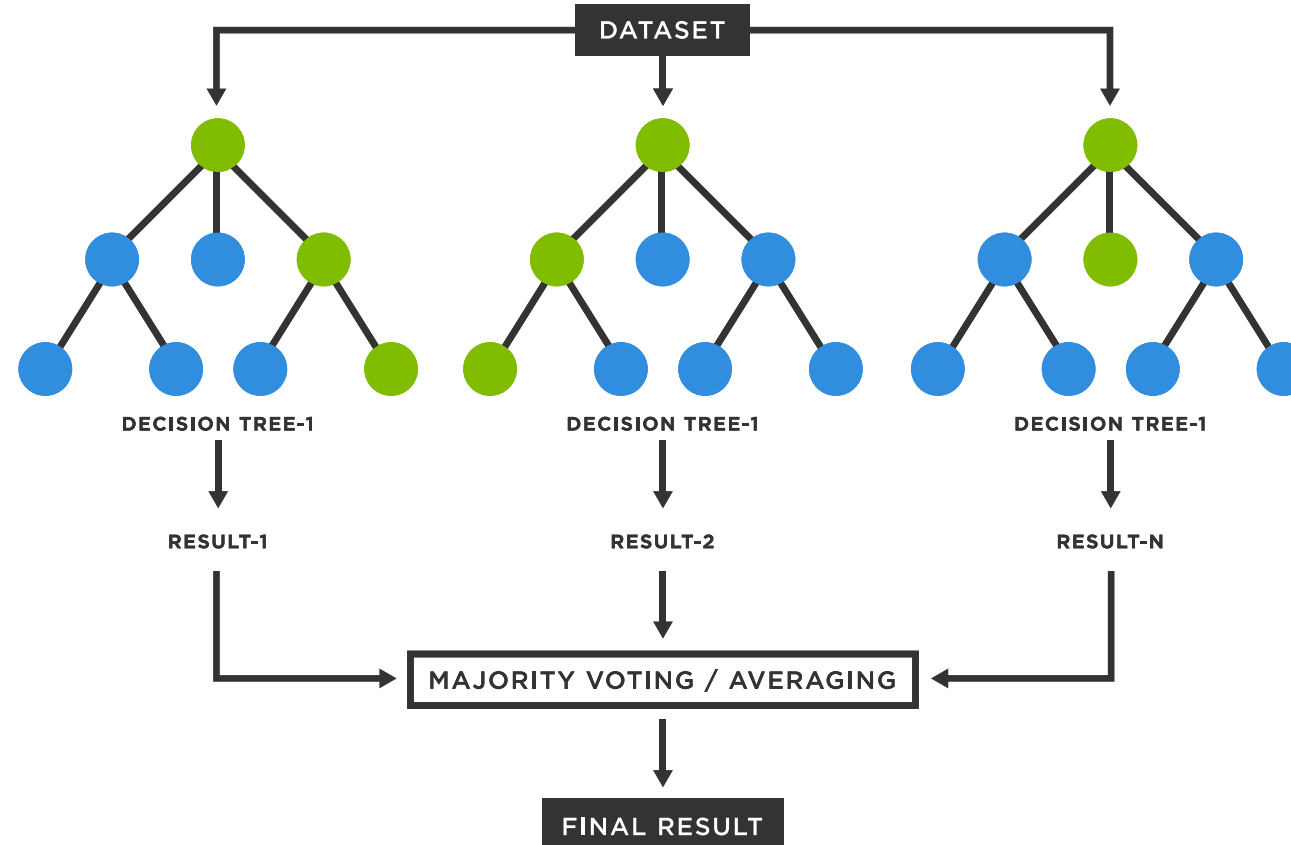 DATASET
DECISION TREE-1
DECISION TREE-1
DECISION TREE-1
RESULT-1
RESULT-2
RESULT-N
MAJORITY VOTING / AVERAGING
FINAL RESULT